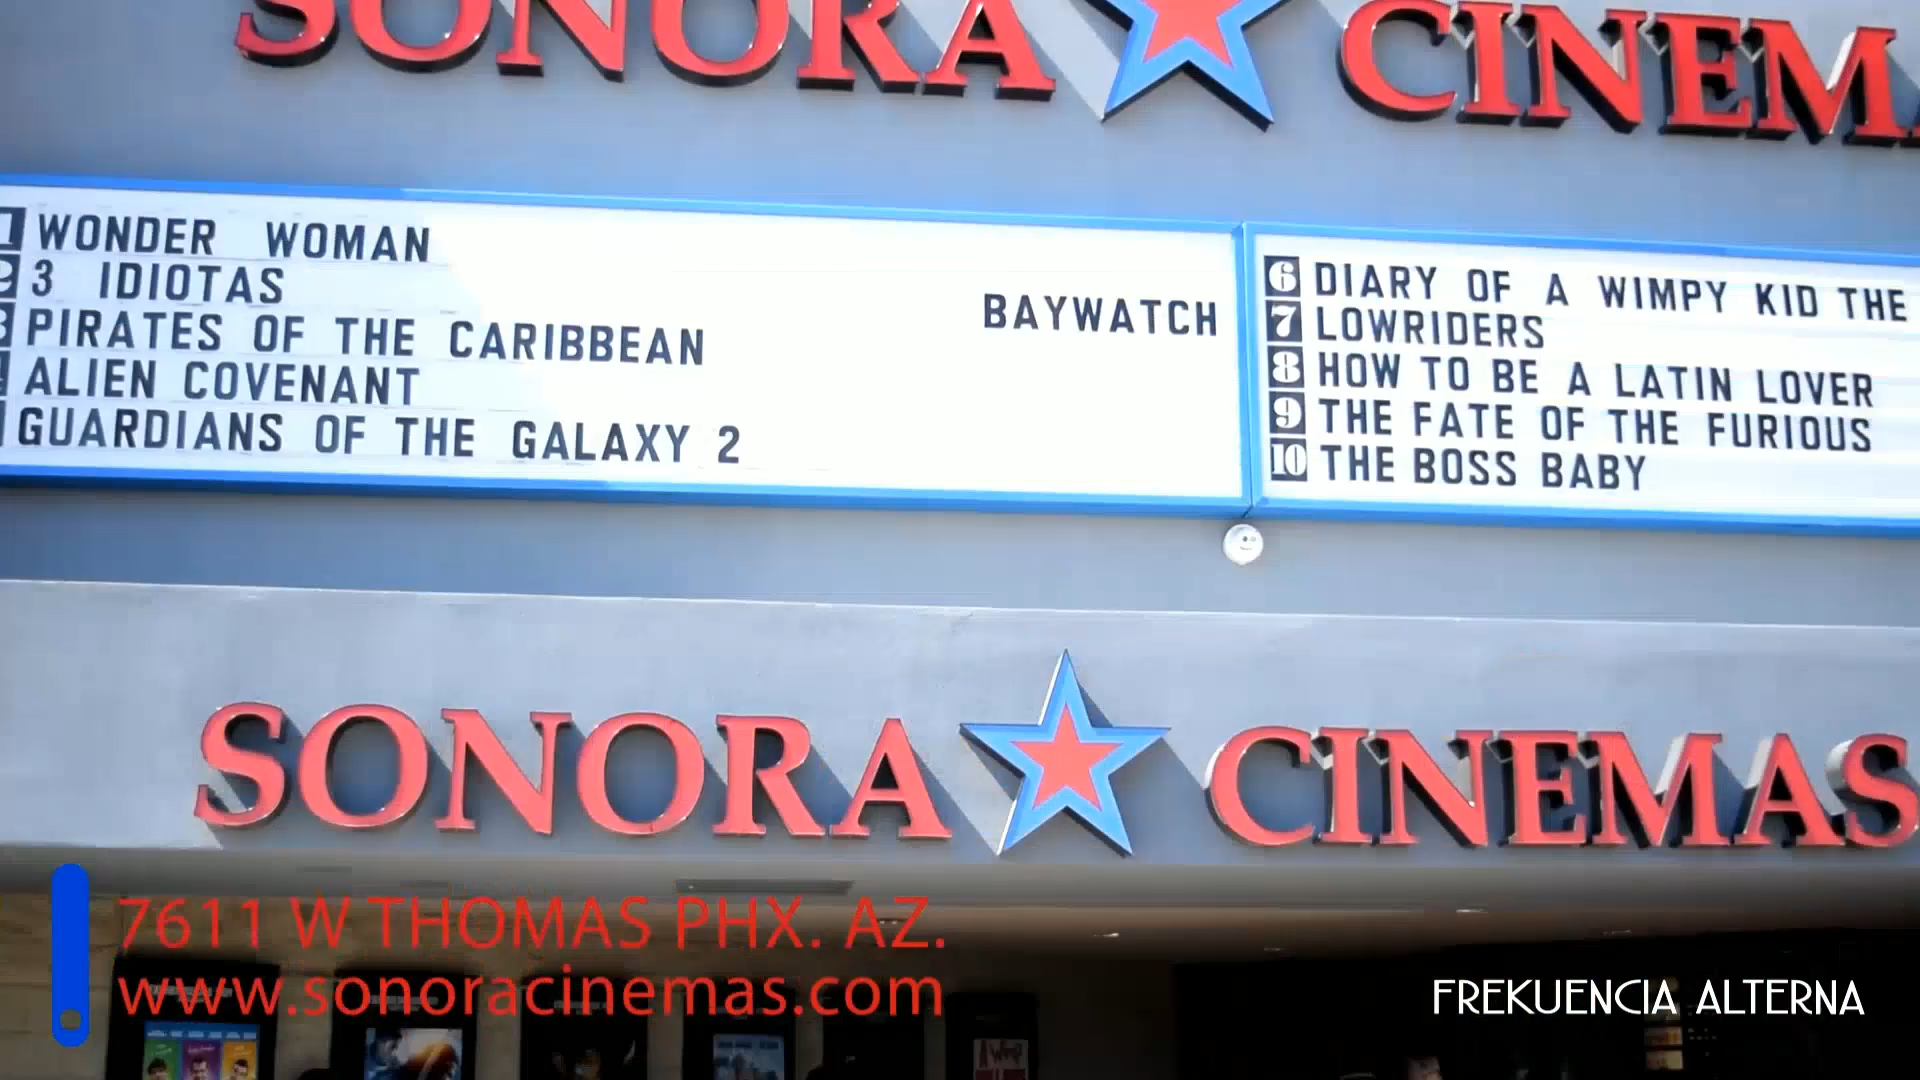 SONORA CINEM
1 WONDER WOMAN
2 3 IDIOTAS
3 PIRATES OF THE CARIBBEAN
BAYWATCH
ALIEN COVENANT
GUARDIANS OF THE GALAXY 2
6 DIARY OF A WIMPY KID THE
7 LOWRIDERS
8 HOW TO BE A LATIN LOVER
9 THE FATE OF THE FURIOUS
10 THE BOSS BABY
SONORA CINEMAS
7611 W THOMAS PHX. AZ.
www.sonoracinemas.com
FREKUENCIA ALTERNA